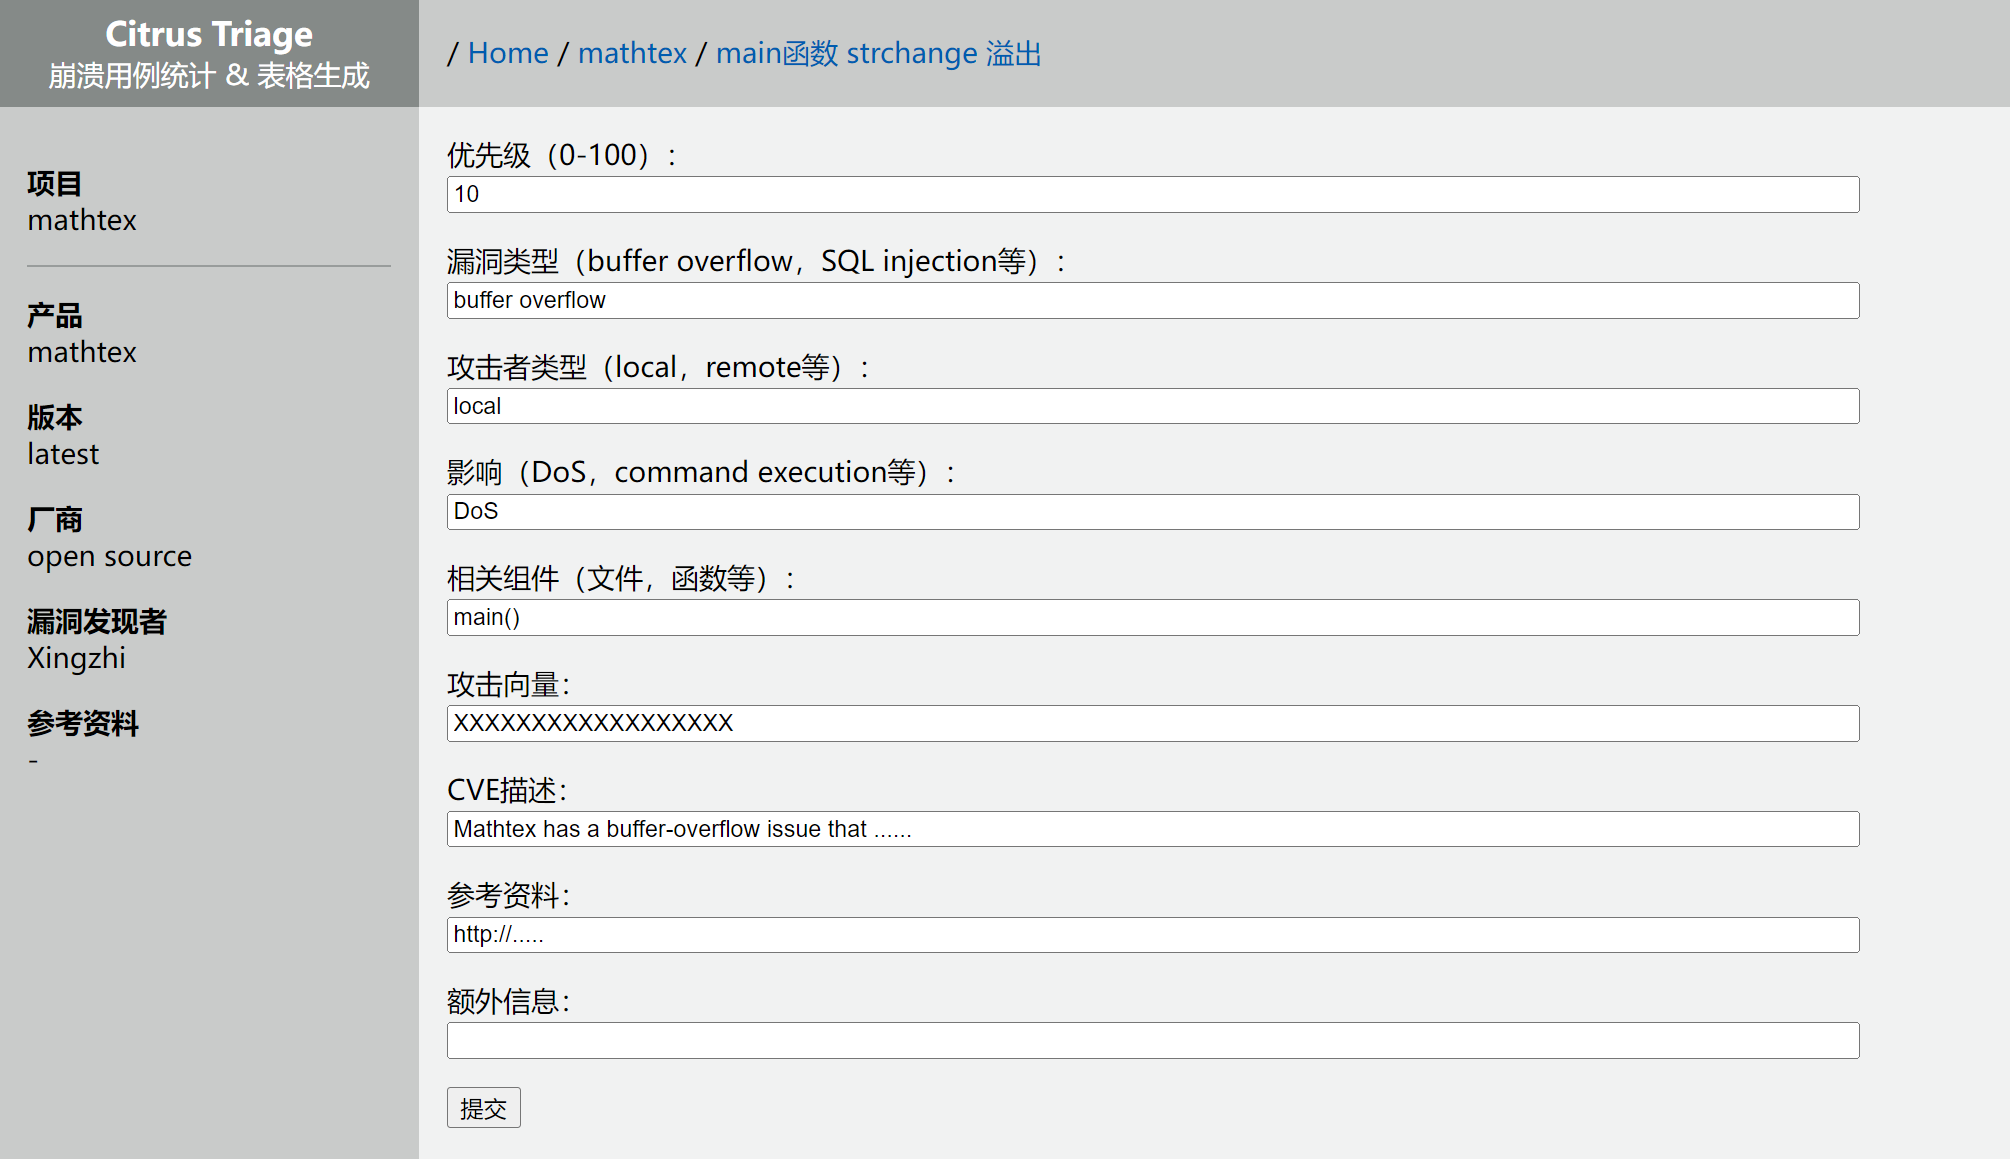 Citrus Triage
崩溃用例统计 & 表格生成
/ Home / mathtex / main函数 strchange 溢出
项目
mathtex
产品
mathtex
版本
latest
厂商
open source
漏洞发现者
Xingzhi
参考资料
-
优先级（0-100）：
10
漏洞类型（buffer overflow，SQL injection等）：
buffer overflow
攻击者类型（local，remote等）：
local
影响（DoS，command execution等）：
DoS
相关组件（文件，函数等）：
main()
攻击向量：
XXXXXXXXXXXXXXXXXX
CVE描述：
Mathtex has a buffer-overflow issue that ......
参考资料：
http://.....
额外信息：
提交